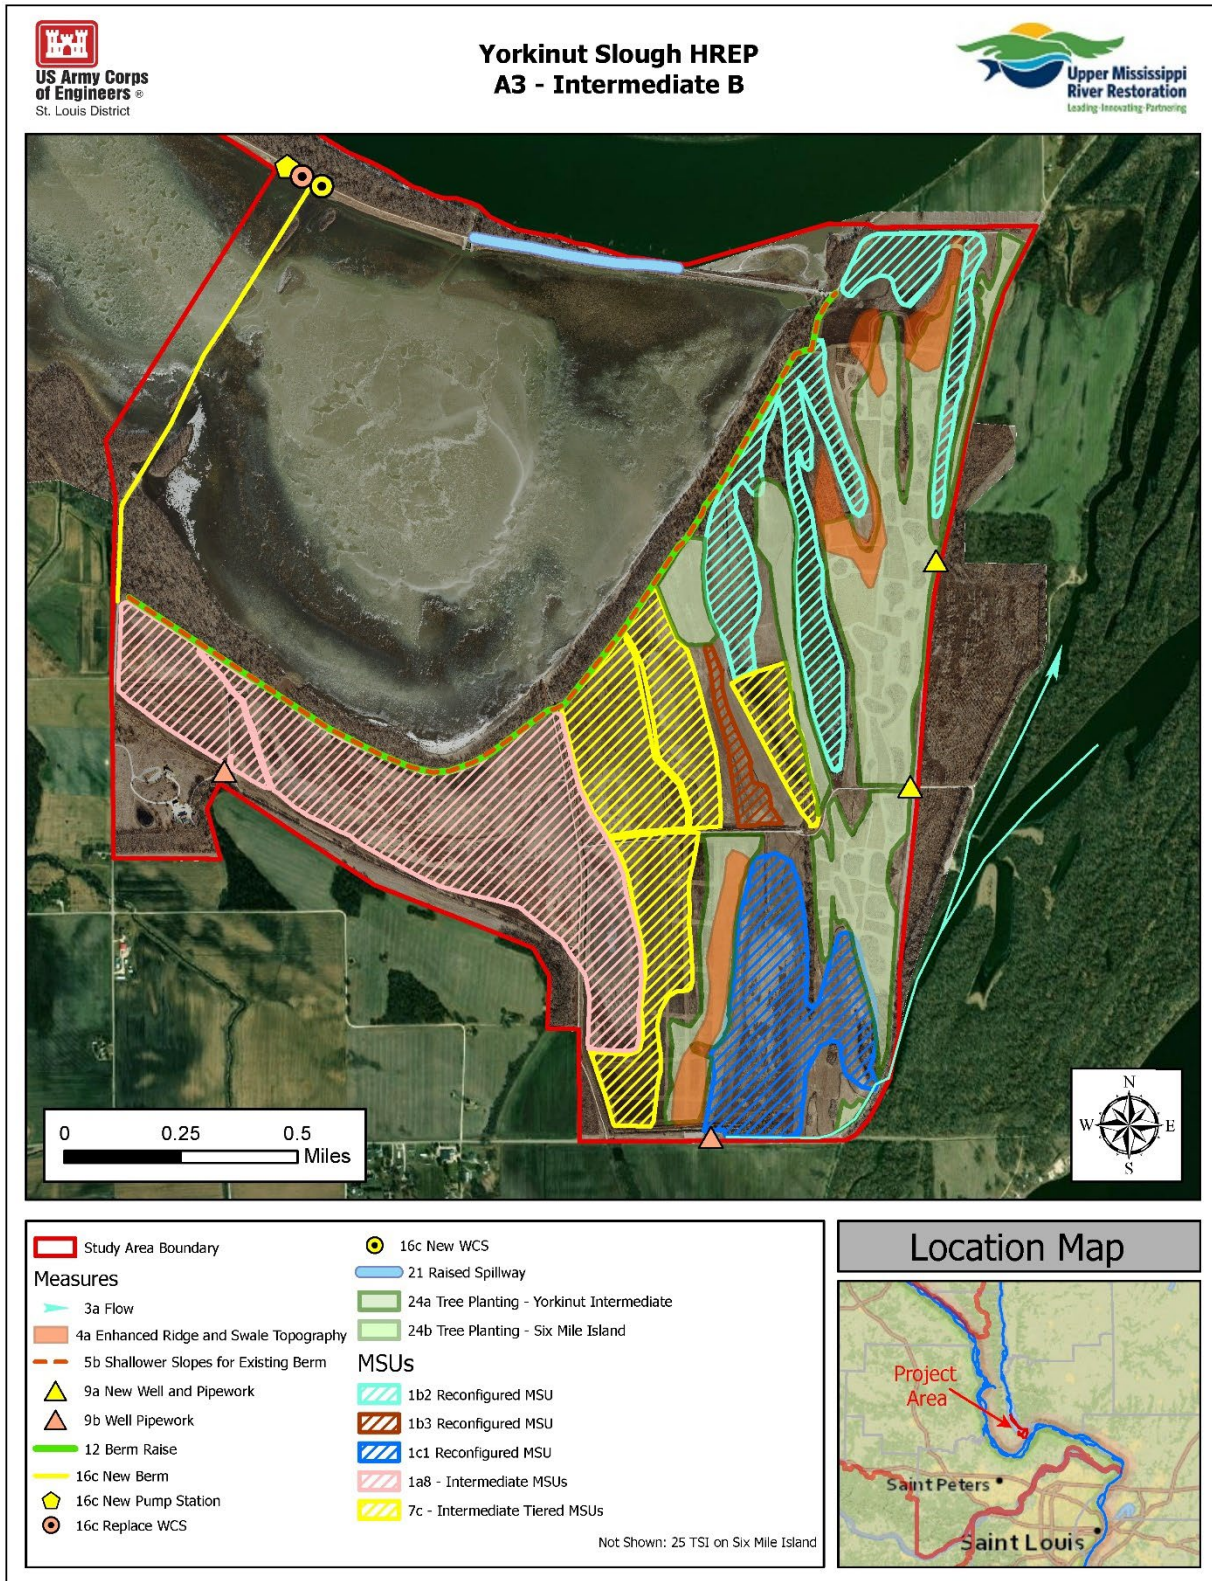 US Army Corps
of Engineers ®
St. Louis District
Yorkinut Slough HREP
A3 - Intermediate B
Upper Mississippi
River Restoration
Leading-Innovating-Partnering
0 0.25 0.5
Miles
N
W E
S
Study Area Boundary
Measures
3a Flow
4a Enhanced Ridge and Swale Topography
5b Shallower Slopes for Existing Berm
9a New Well and Pipework
9b Well Pipework
12 Berm Raise
16c New Berm
16c New Pump Station
16c Replace WCS
16c New WCS
21 Raised Spillway
24a Tree Planting - Yorkinut Intermediate
24b Tree Planting - Six Mile Island
MSUs
1b2 Reconfigured MSU
1b3 Reconfigured MSU
1c1 Reconfigured MSU
1a8 - Intermediate MSUs
7c - Intermediate Tiered MSUs
Not Shown: 25 TSI on Six Mile Island
Location Map
Project
Area
Saint Peters
Saint Louis